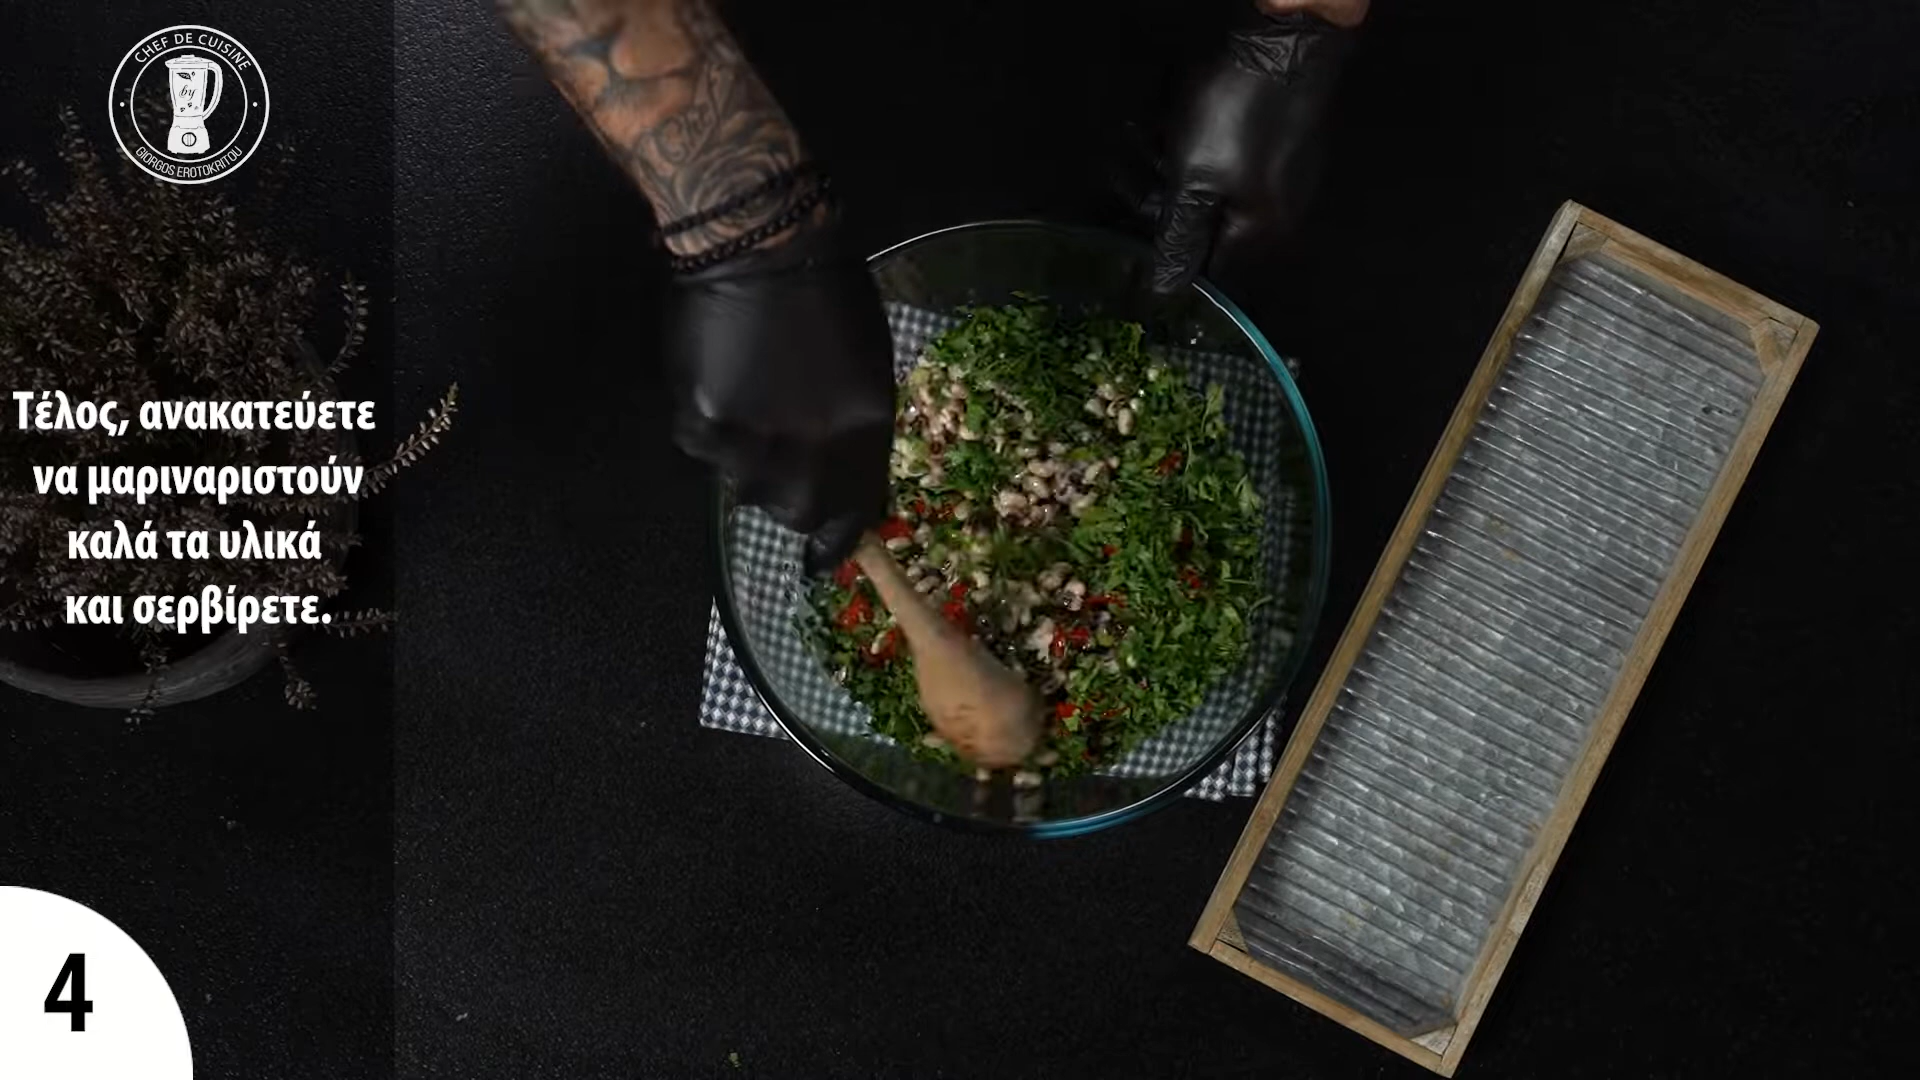 CHEF DE CUISINE
by
GIORGOS EROTOKRITOU
Τέλος, ανακατεύετε
να μαριναριστούν
καλά τα υλικά
και σερβίρετε.
4